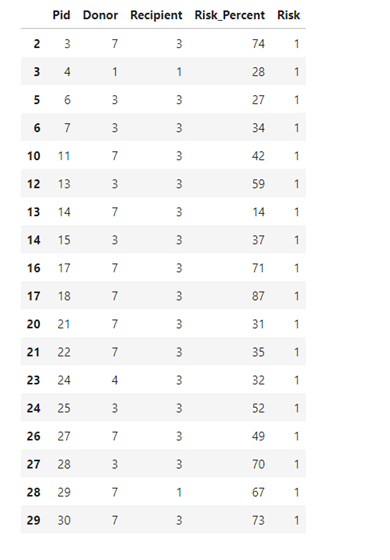 Pid Donor Recipient Risk_Percent Risk
2 3 7 3 74 1
3 4 1 1 28 1
5 6 3 3 27 1
6 7 3 3 34 1
10 11 7 3 42 1
12 13 3 3 59 1
13 14 7 3 14 1
14 15 3 3 37 1
16 17 7 3 71 1
17 18 7 3 87 1
20 21 7 3 31 1
21 22 7 3 35 1
23 24 4 3 32 1
24 25 3 3 52 1
26 27 7 3 49 1
27 28 3 3 70 1
28 29 7 1 67 1
29 30 7 3 73 1